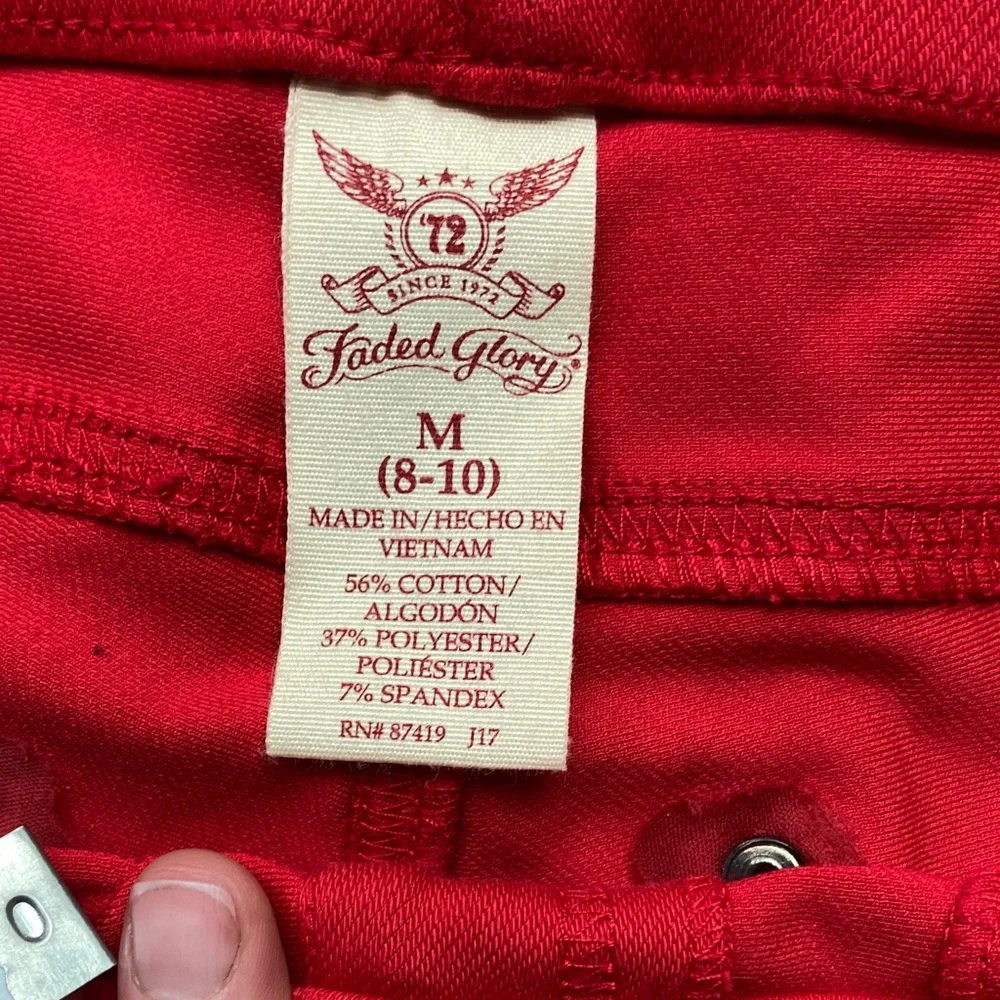 '72
SINCE 1972
Faded Glory®
M
(8-10)
MADE IN/HECHO EN
VIETNAM
56% COTTON/
ALGODÓN
37% POLYESTER/
POLIÉSTER
7% SPANDEX
RN# 87419 J17